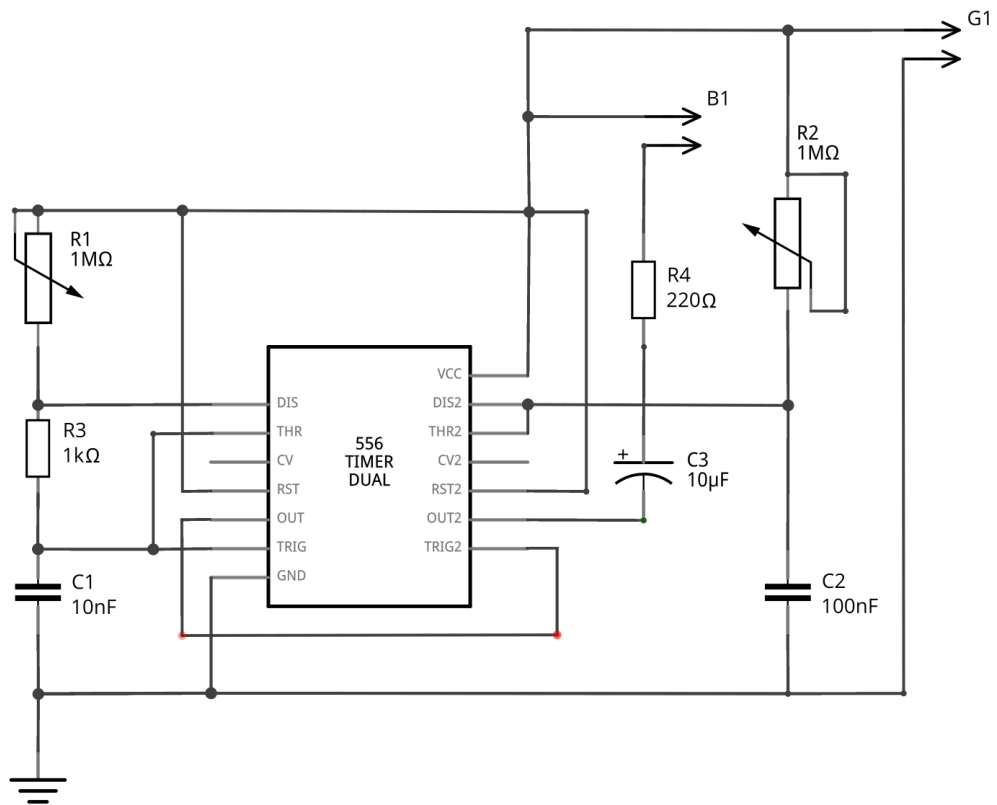 G1
B1
R2
1MΩ
R1
1MΩ
R4
220Ω
VCC
DIS
DIS2
R3
1kΩ
THR
THR2
556
TIMER
DUAL
CV
CV2
C3
10µF
+
RST
RST2
OUT
OUT2
TRIG
TRIG2
GND
C1
10nF
C2
100nF